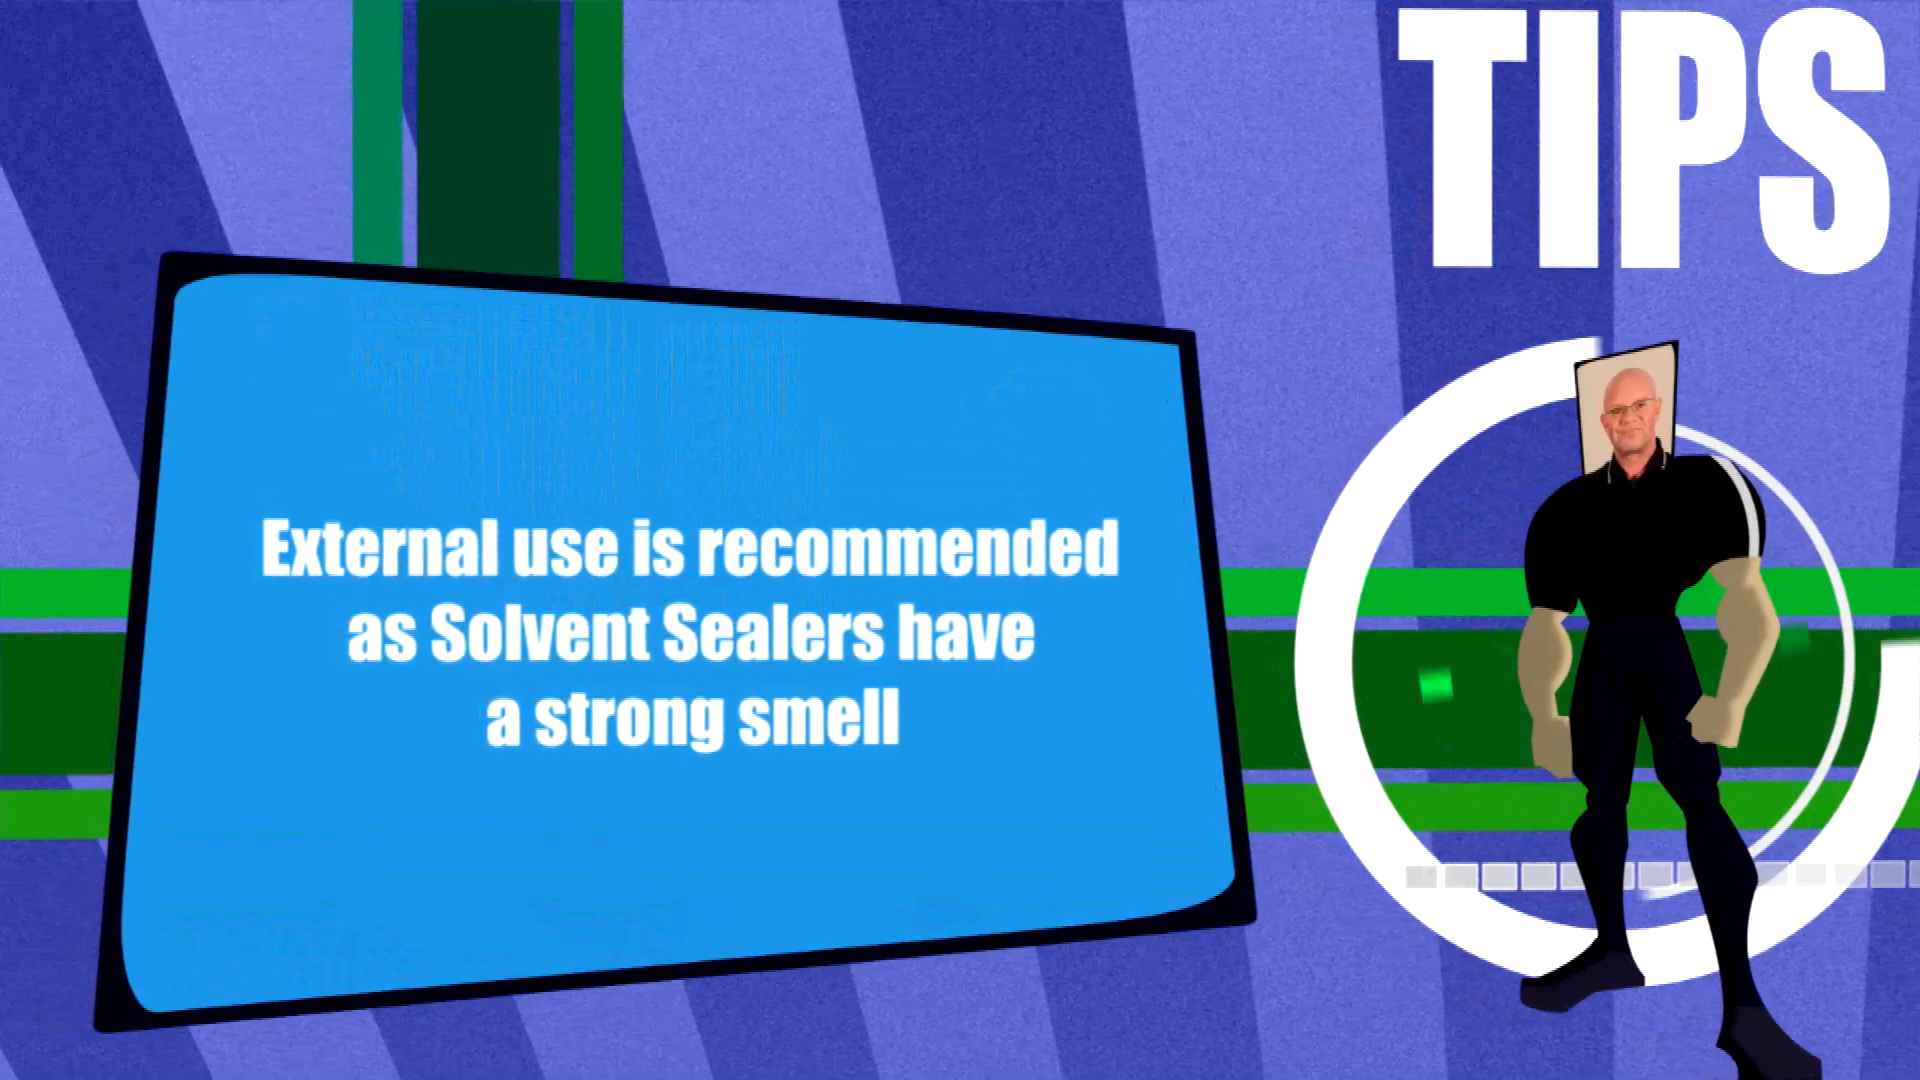 TIPS
External use is recommended
as Solvent Sealers have
a strong smell